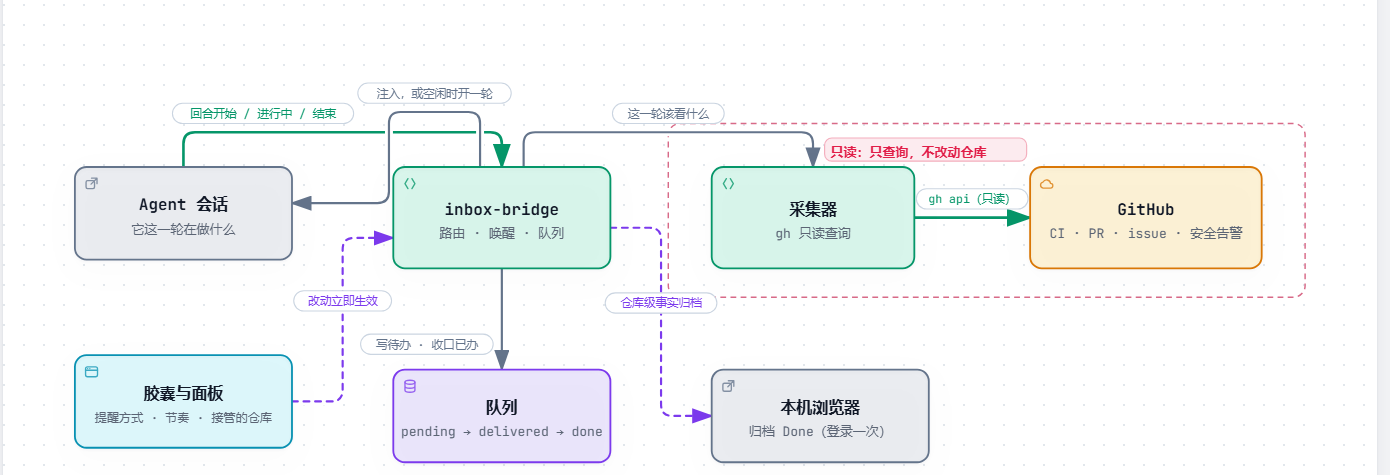 注入，或空闲时开一轮
回合开始 / 进行中 / 结束
这一轮该看什么
只读：只查询，不改动仓库
Agent 会话
它这一轮在做什么
inbox-bridge
路由 · 唤醒 · 队列
采集器
gh 只读查询
gh api（只读）
GitHub
CI · PR · issue · 安全告警
改动立即生效
仓库级事实归档
写待办 · 收口已办
胶囊与面板
提醒方式 · 节奏 · 接管的仓库
队列
pending → delivered → done
本机浏览器
归档 Done（登录一次）